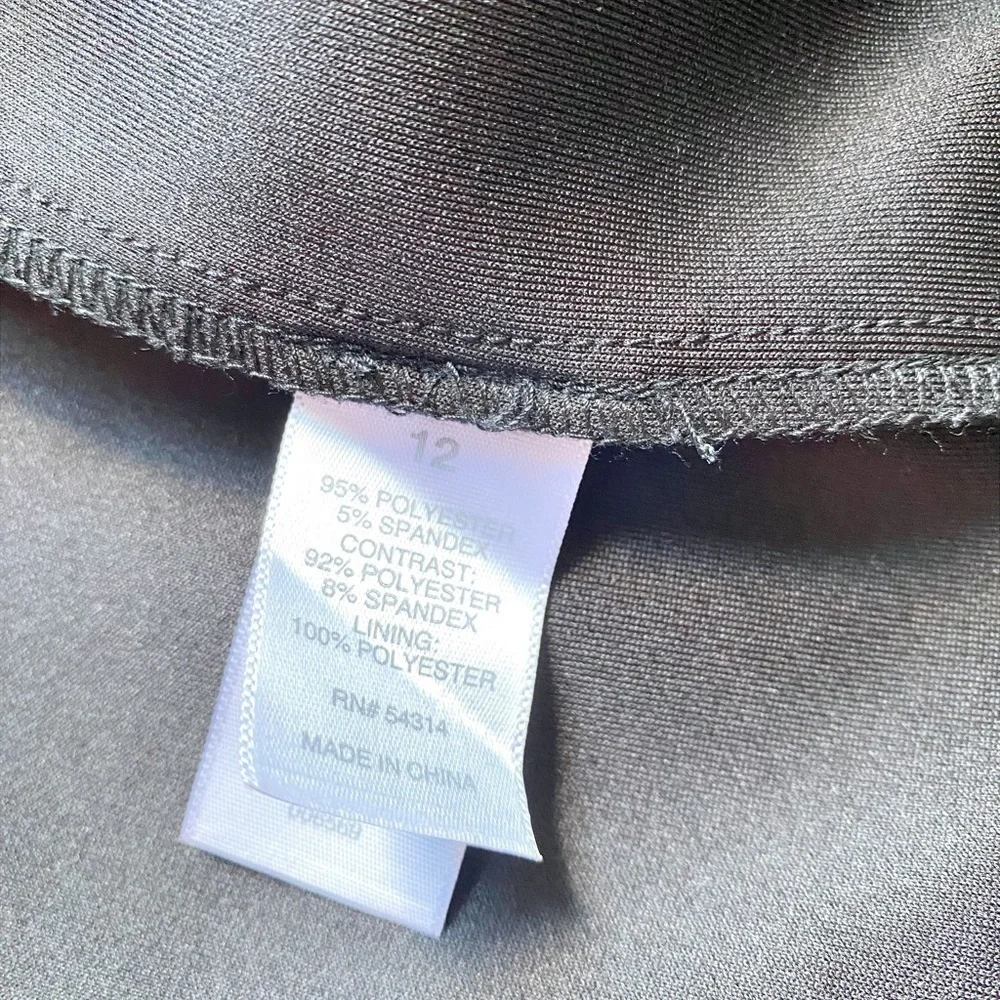 12
95% POLYESTER
5% SPANDEX
CONTRAST:
92% POLYESTER
8% SPANDEX
LINING:
100% POLYESTER
RN# 54314
MADE IN CHINA